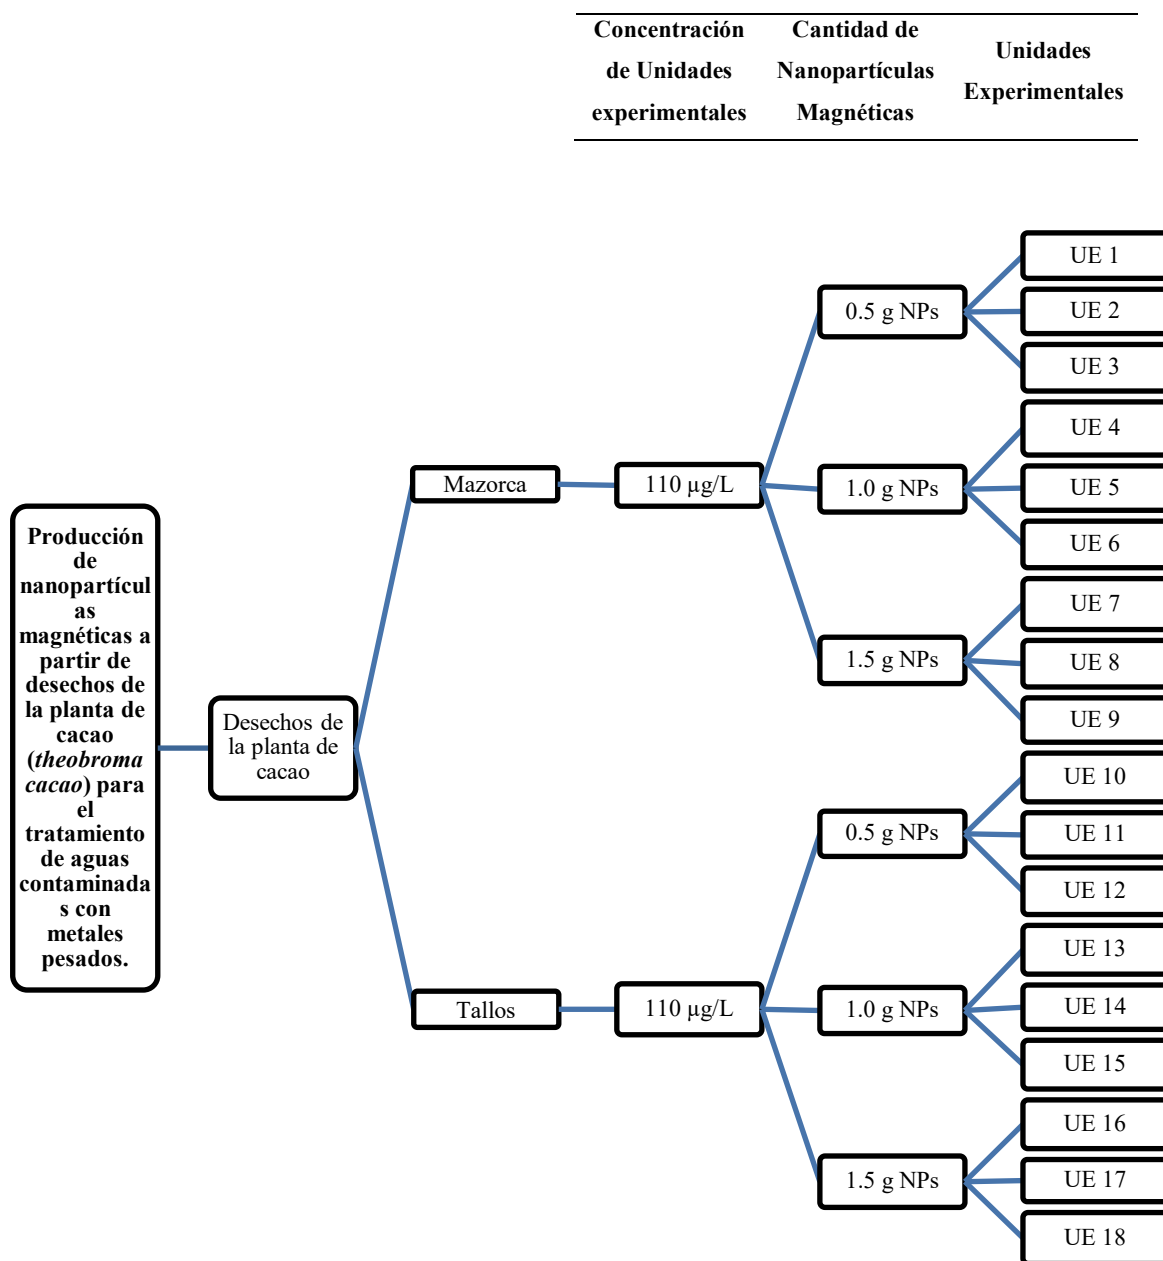 Concentración
de Unidades
experimentales
Cantidad de
Nanopartículas
Magnéticas
Unidades
Experimentales
Producción
de
nanopartícul
as
magnéticas a
partir de
desechos de
la planta de
cacao
(theobroma
cacao) para
el
tratamiento
de aguas
contaminada
s con
metales
pesados.
Desechos de
la planta de
cacao
Mazorca
110 µg/L
0.5 g NPs
UE 1
UE 2
UE 3
1.0 g NPs
UE 4
UE 5
UE 6
1.5 g NPs
UE 7
UE 8
UE 9
Tallos
110 µg/L
0.5 g NPs
UE 10
UE 11
UE 12
1.0 g NPs
UE 13
UE 14
UE 15
1.5 g NPs
UE 16
UE 17
UE 18